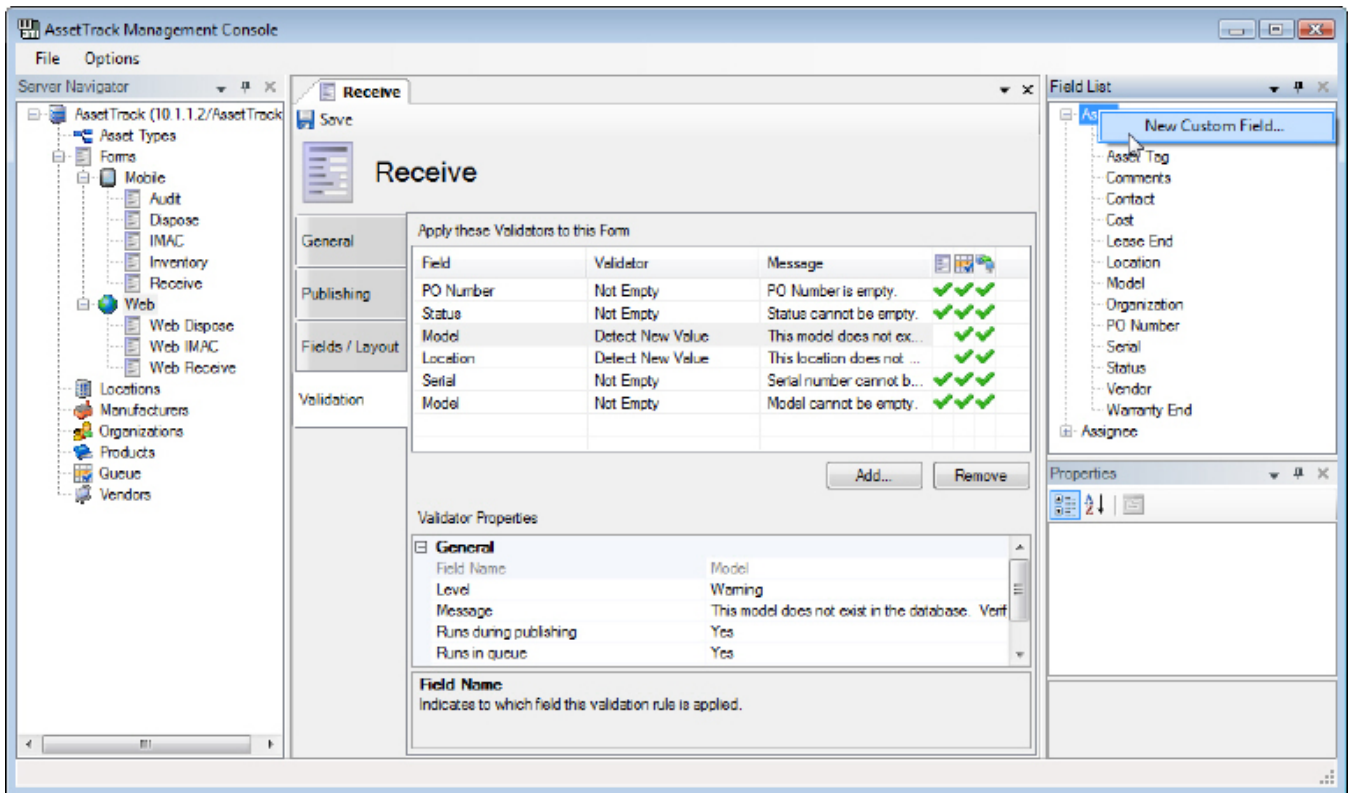 AssetTrack Management Console
File Options
Server Navigator
AssetTrack (10.1.1.2/AssetTrack
Asset Types
Forms
Mobile
Audit
Dispose
IMAC
Inventory
Receive
Web
Web Dispose
Web IMAC
Web Receive
Locations
Manufacturers
Organizations
Products
Queue
Vendors
Receive
Save
Receive
General
Publishing
Fields / Layout
Validation
Apply these Validators to this Form
Field Validator Message
PO Number Not Empty PO Number is empty.
Status Not Empty Status cannot be empty.
Model Detect New Value This model does not ex...
Location Detect New Value This location does not ...
Serial Not Empty Serial number cannot b...
Model Not Empty Model cannot be empty.
Add... Remove
Validator Properties
General
Field Name Model
Level Warning
Message This model does not exist in the database. Verif
Runs during publishing Yes
Runs in queue Yes
Field Name
Indicates to which field this validation rule is applied.
Field List
As
New Custom Field...
Asset Tag
Comments
Contact
Cost
Lease End
Location
Model
Organization
PO Number
Serial
Status
Vendor
Warranty End
Assignee
Properties